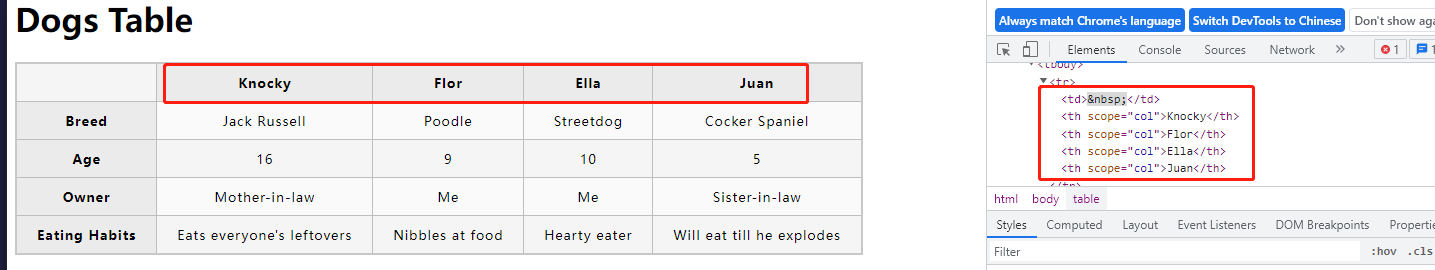 Dogs Table
Knocky Flor Ella Juan
Breed Jack Russell Poodle Streetdog Cocker Spaniel
Age 16 9 10 5
Owner Mother-in-law Me Me Sister-in-law
Eating Habits Eats everyone's leftovers Nibbles at food Hearty eater Will eat till he explodes
Always match Chrome's language Switch DevTools to Chinese Don't show aga
Elements Console Sources Network » 1 1
<tbody>
▼<tr>
<td>&nbsp;</td>
<th scope="col">Knocky</th>
<th scope="col">Flor</th>
<th scope="col">Ella</th>
<th scope="col">Juan</th>
</tr>
html body table
Styles Computed Layout Event Listeners DOM Breakpoints Propertie
Filter :hov .cls